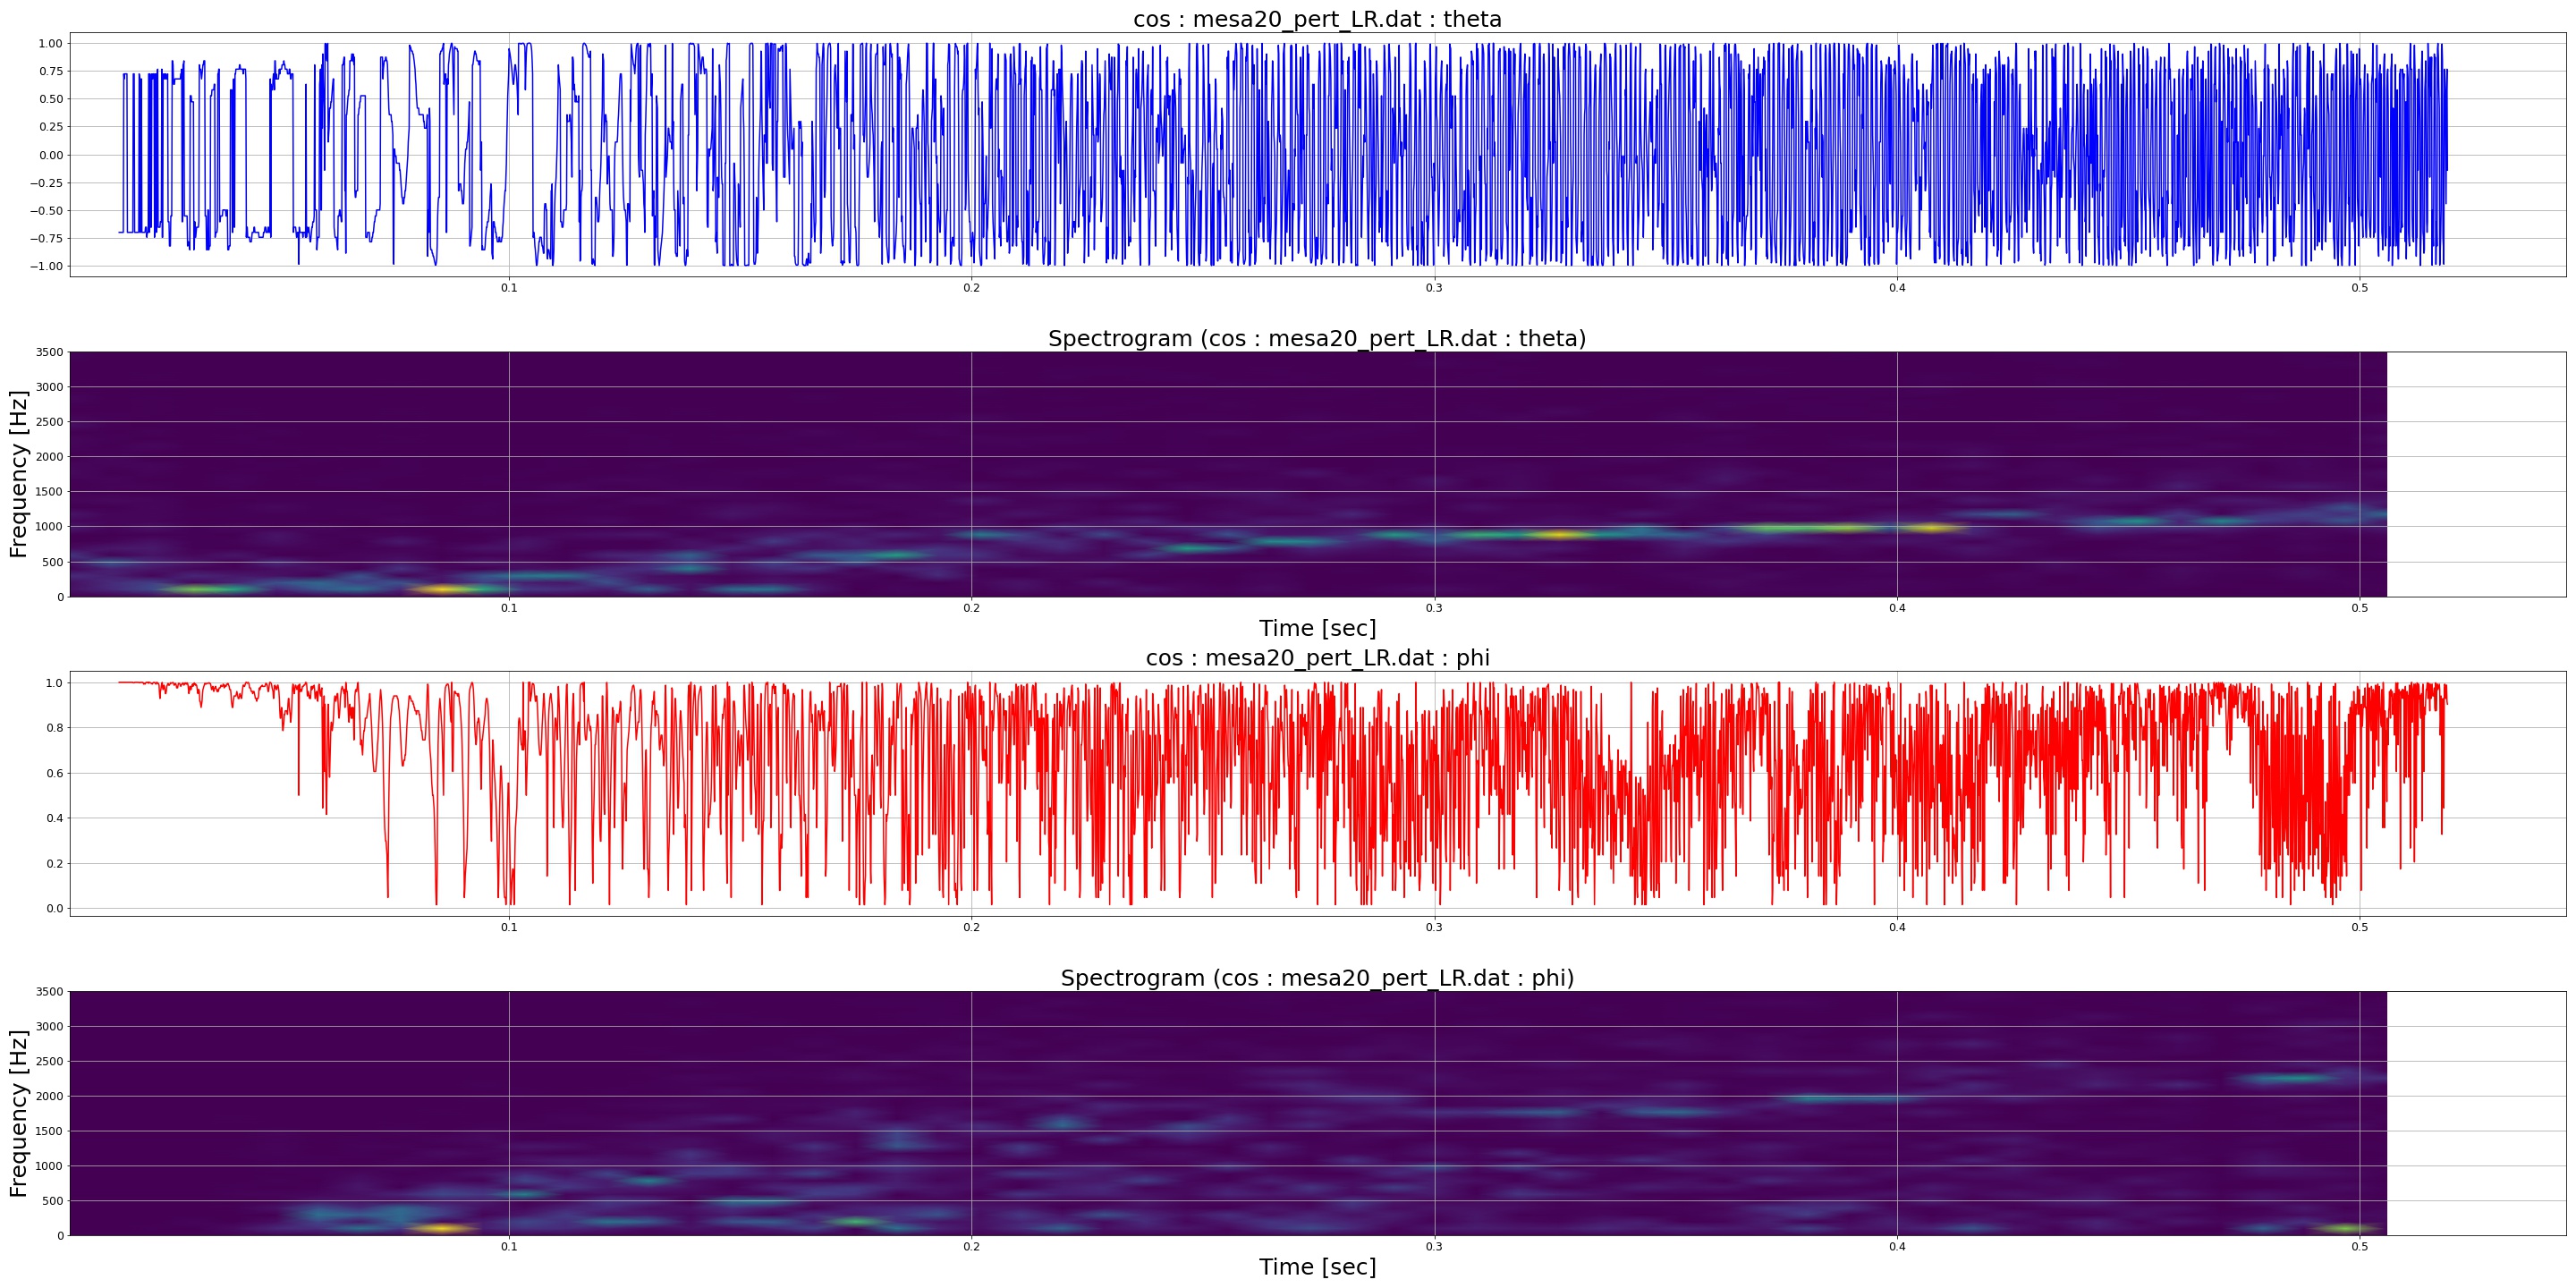 cos : mesa20_pert_LR.dat : theta
1.00
0.75
0.50
0.25
0.00
−0.25
−0.50
−0.75
−1.00
0.1 0.2 0.3 0.4 0.5
Spectrogram (cos : mesa20_pert_LR.dat : theta)
3500
3000
2500
2000
1500
1000
500
0
Frequency [Hz]
0.1 0.2 0.3 0.4 0.5
Time [sec]
cos : mesa20_pert_LR.dat : phi
1.0
0.8
0.6
0.4
0.2
0.0
0.1 0.2 0.3 0.4 0.5
Spectrogram (cos : mesa20_pert_LR.dat : phi)
3500
3000
2500
2000
1500
1000
500
0
Frequency [Hz]
0.1 0.2 0.3 0.4 0.5
Time [sec]